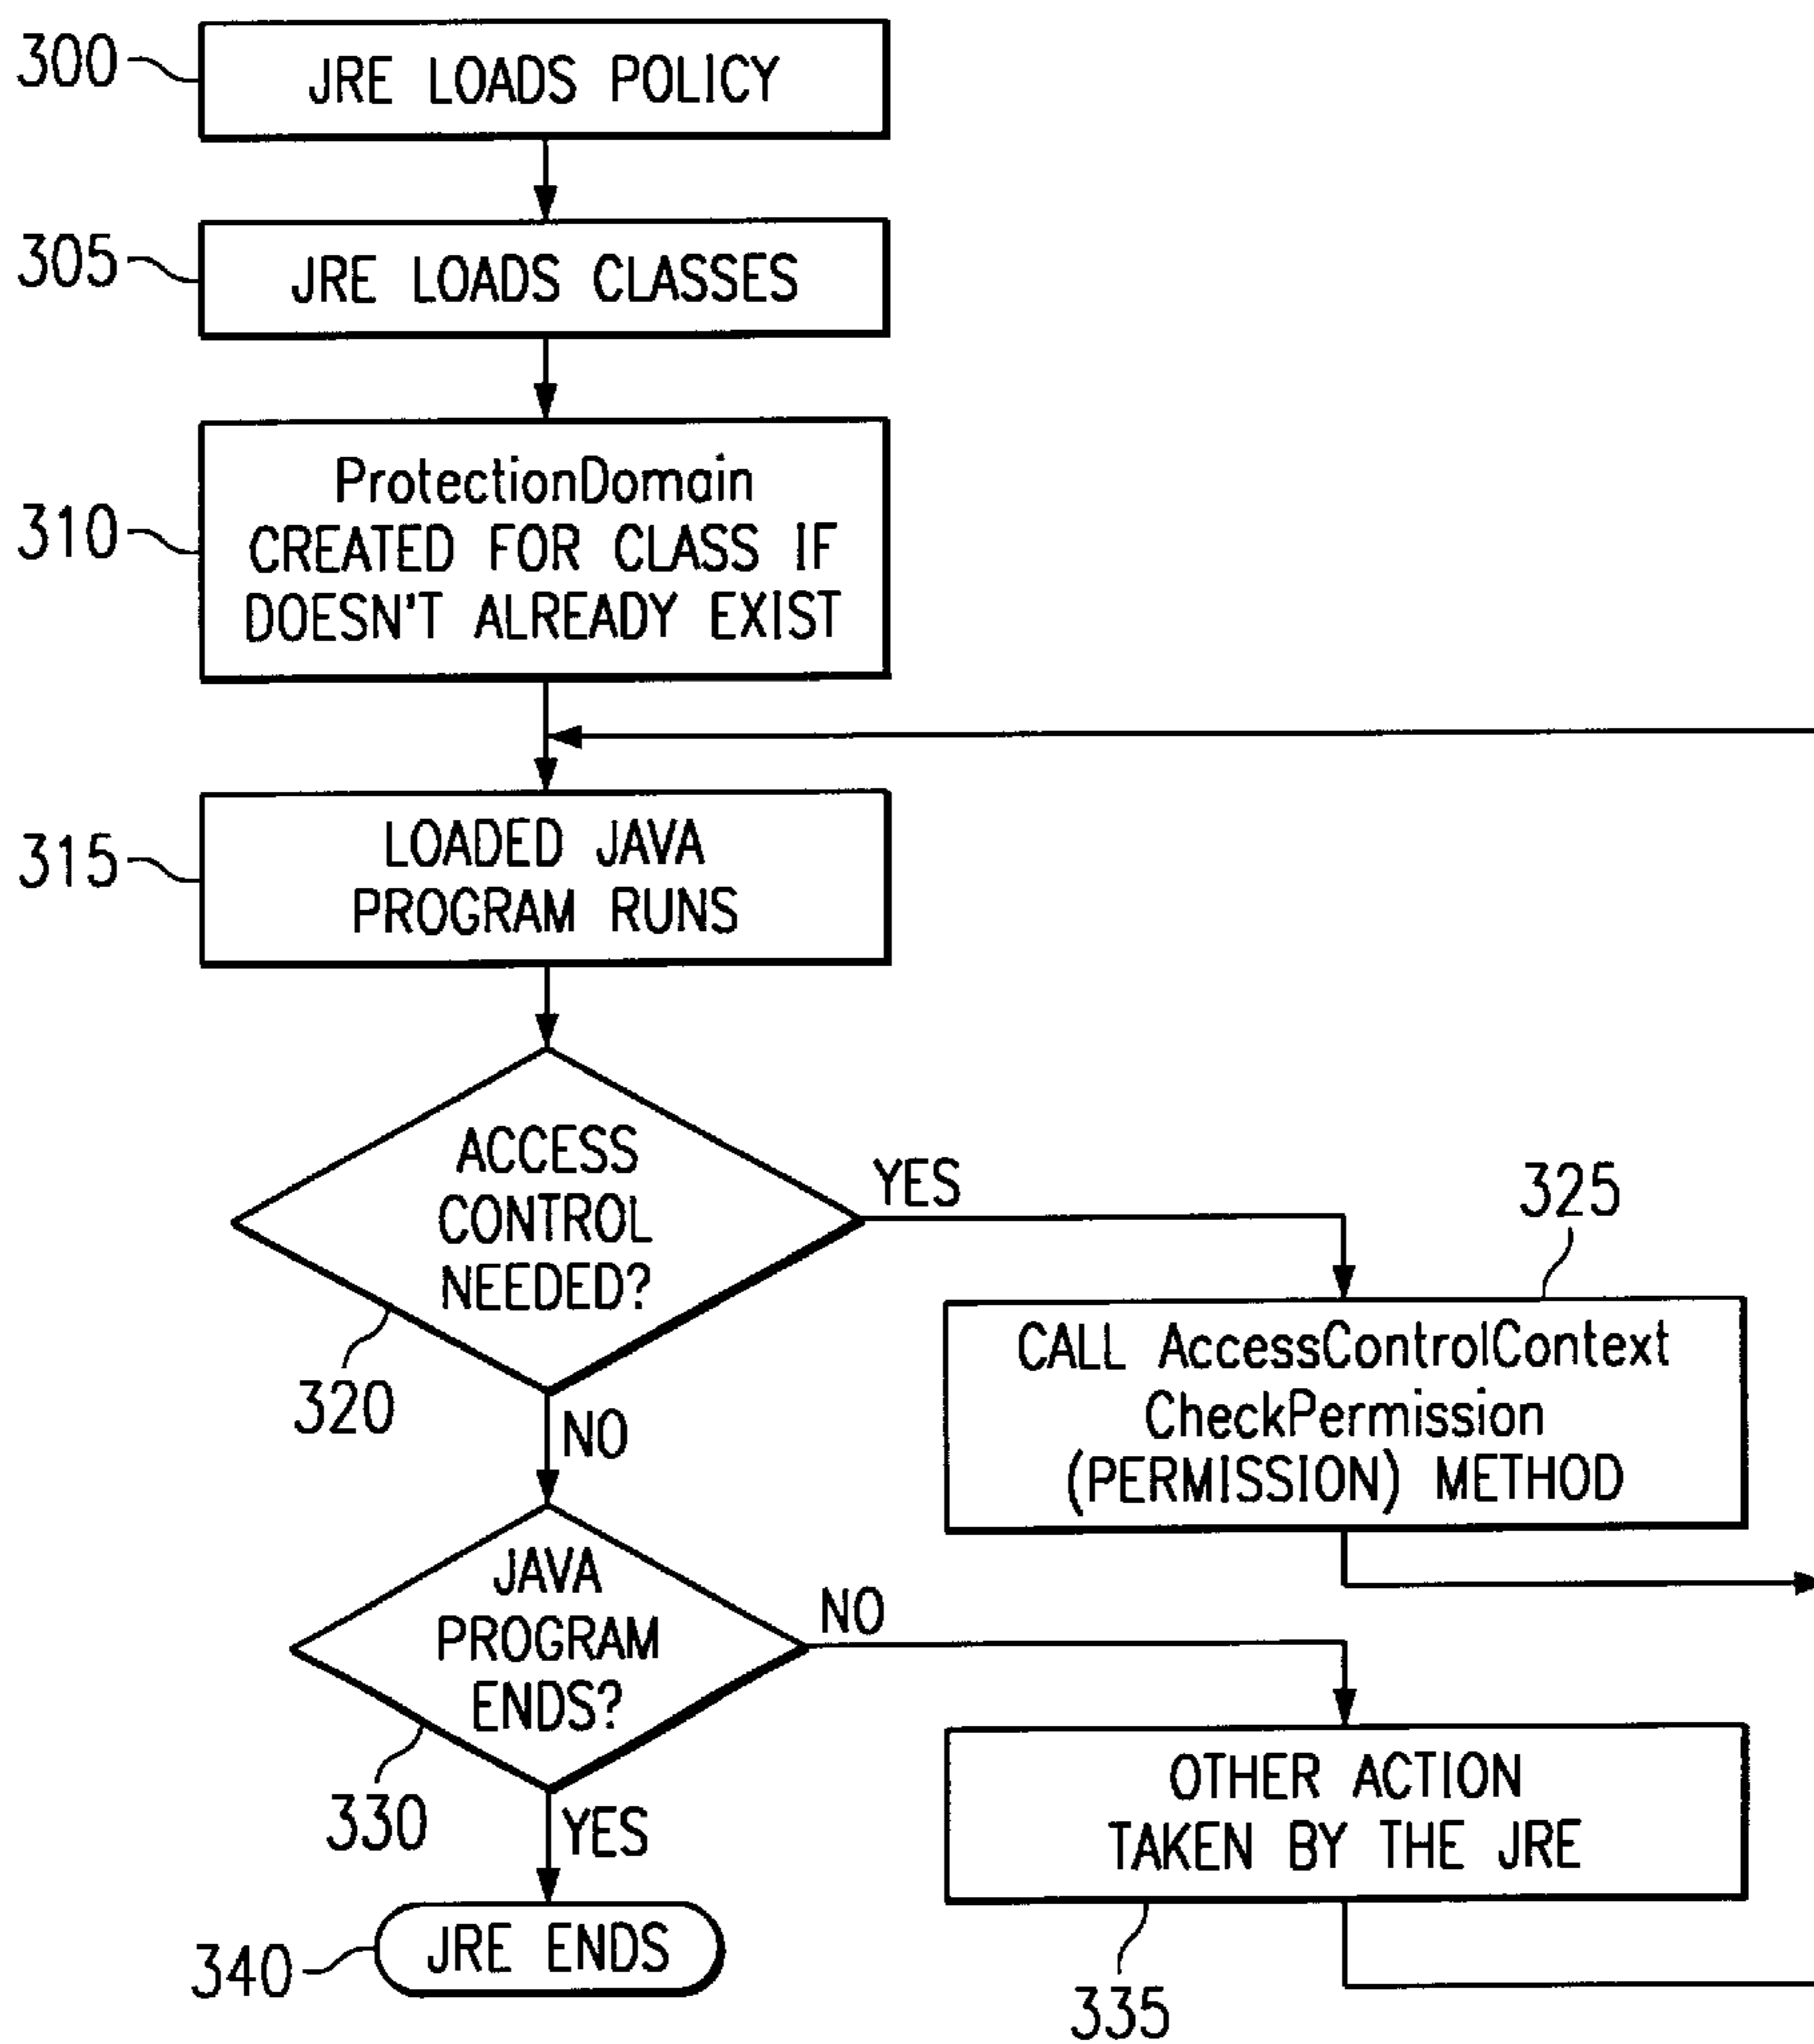 300
JRE LOADS POLICY
305
JRE LOADS CLASSES
310
ProtectionDomain
CREATED FOR CLASS IF
DOESN'T ALREADY EXIST
315
LOADED JAVA
PROGRAM RUNS
ACCESS
CONTROL
NEEDED?
320
YES
NO
325
CALL AccessControlContext
CheckPermission
(PERMISSION) METHOD
JAVA
PROGRAM
ENDS?
330
NO
YES
OTHER ACTION
TAKEN BY THE JRE
335
340
JRE ENDS